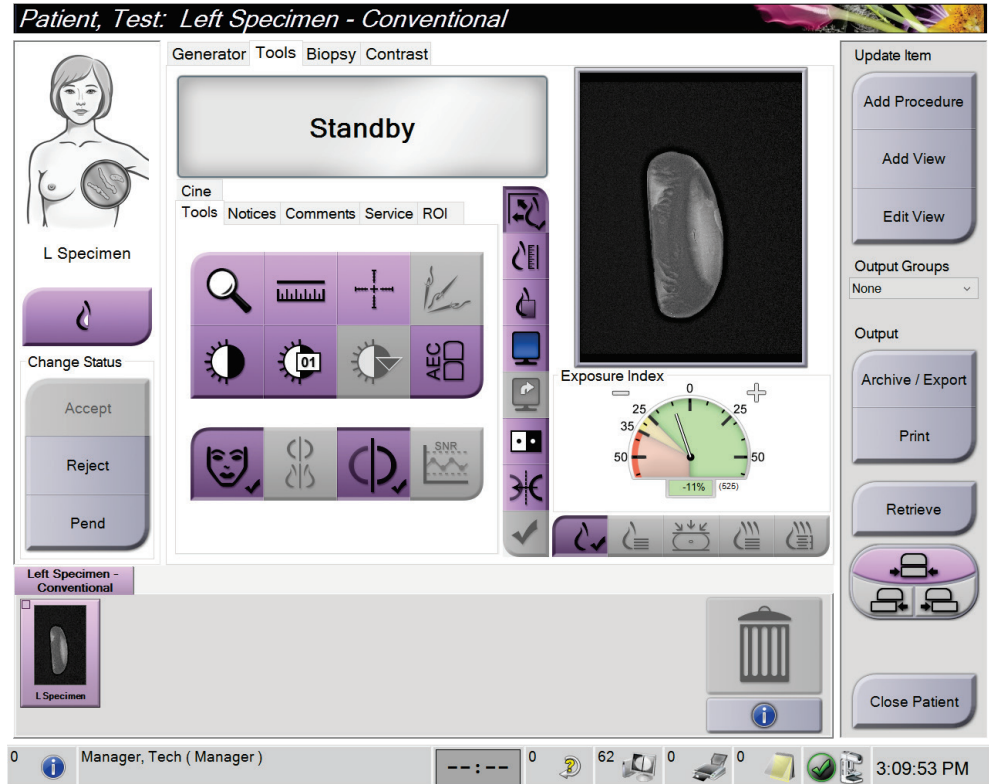 Patient, Test: Left Specimen - Conventional
Generator Tools Biopsy Contrast
Standby
Cine
Tools Notices Comments Service ROI
01
AEC
SNR
L Specimen
Change Status
Accept
Reject
Pend
Exposure Index
0
25 25
35
50 50
-11% (525)
Update Item
Add Procedure
Add View
Edit View
Output Groups
None
Output
Archive / Export
Print
Retrieve
Close Patient
Left Specimen -
Conventional
L Specimen
0 Manager, Tech ( Manager ) --:-- 0 62 0 0 3:09:53 PM